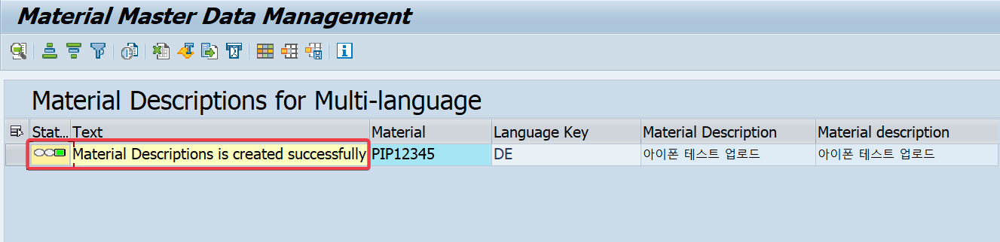 Material Master Data Management
Material Descriptions for Multi-language
Stat... Text Material Language Key Material Description Material description
Material Descriptions is created successfully PIP12345 DE 아이폰 테스트 업로드 아이폰 테스트 업로드